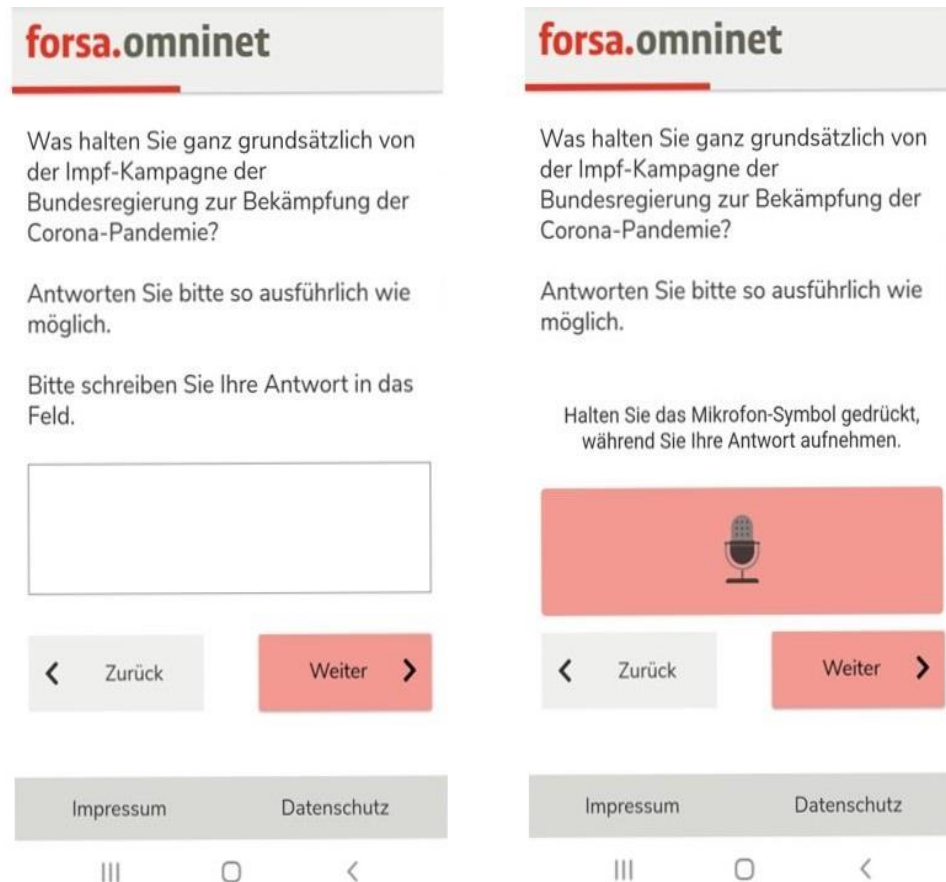 forsa.omninet
Was halten Sie ganz grundsätzlich von
der Impf-Kampagne der
Bundesregierung zur Bekämpfung der
Corona-Pandemie?
Antworten Sie bitte so ausführlich wie
möglich.
Bitte schreiben Sie Ihre Antwort in das
Feld.
Zurück
Weiter
Impressum
Datenschutz
forsa.omninet
Was halten Sie ganz grundsätzlich von
der Impf-Kampagne der
Bundesregierung zur Bekämpfung der
Corona-Pandemie?
Antworten Sie bitte so ausführlich wie
möglich.
Halten Sie das Mikrofon-Symbol gedrückt,
während Sie Ihre Antwort aufnehmen.
Zurück
Weiter
Impressum
Datenschutz